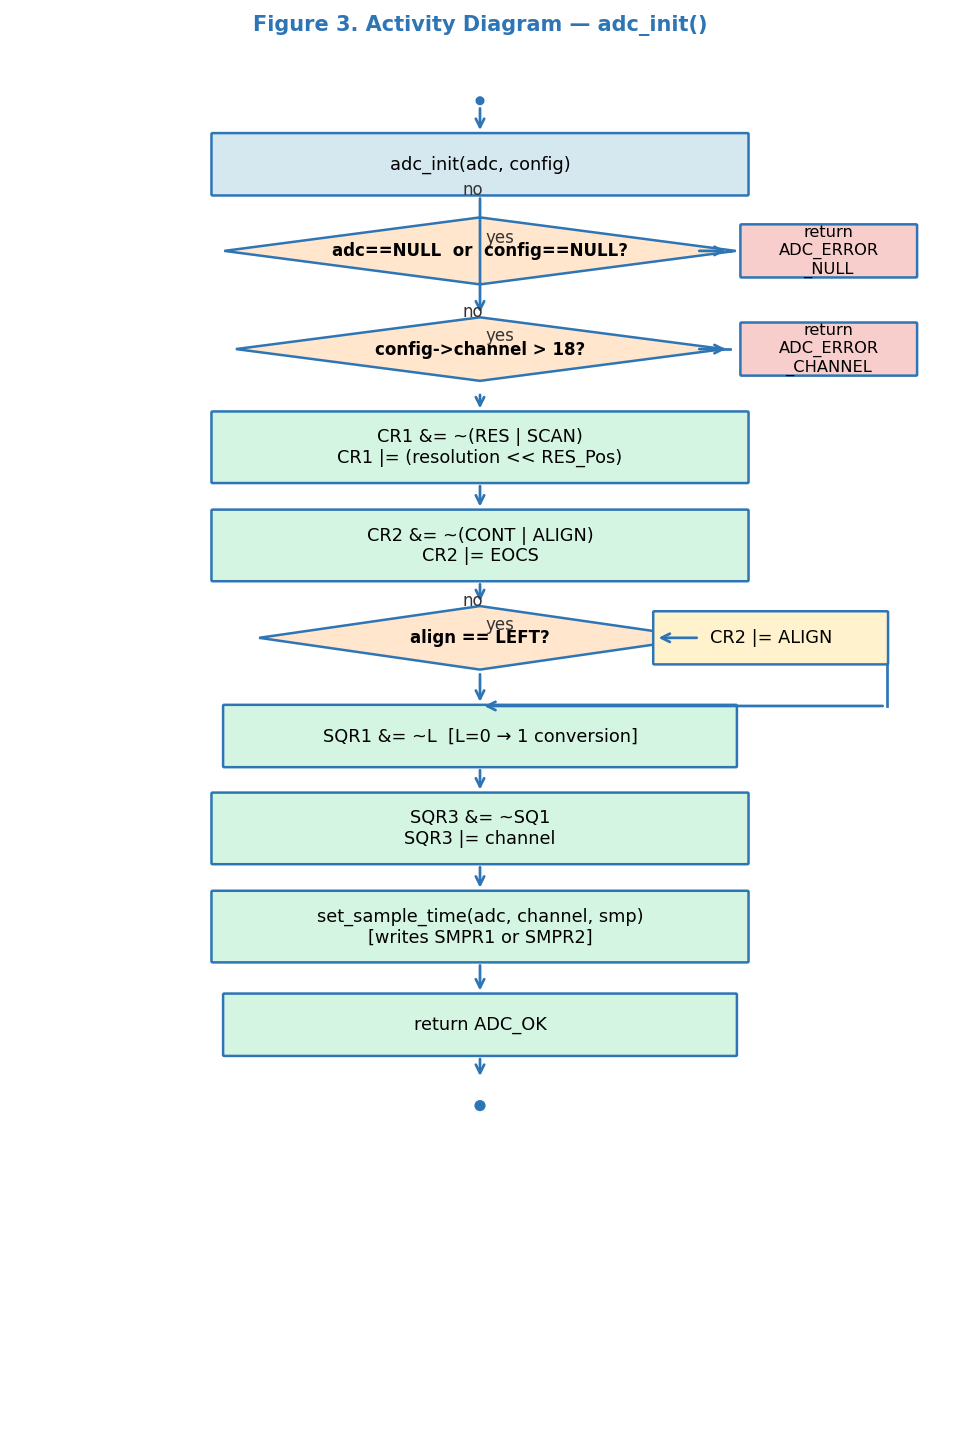 Figure 3. Activity Diagram — adc_init()
adc_init(adc, config)
no
yes
adc==NULL or config==NULL?
return
ADC_ERROR
_NULL
no
yes
config->channel > 18?
return
ADC_ERROR
_CHANNEL
CR1 &= ~(RES | SCAN)
CR1 |= (resolution << RES_Pos)
CR2 &= ~(CONT | ALIGN)
CR2 |= EOCS
no
yes
align == LEFT?
CR2 |= ALIGN
SQR1 &= ~L [L=0 → 1 conversion]
SQR3 &= ~SQ1
SQR3 |= channel
set_sample_time(adc, channel, smp)
[writes SMPR1 or SMPR2]
return ADC_OK